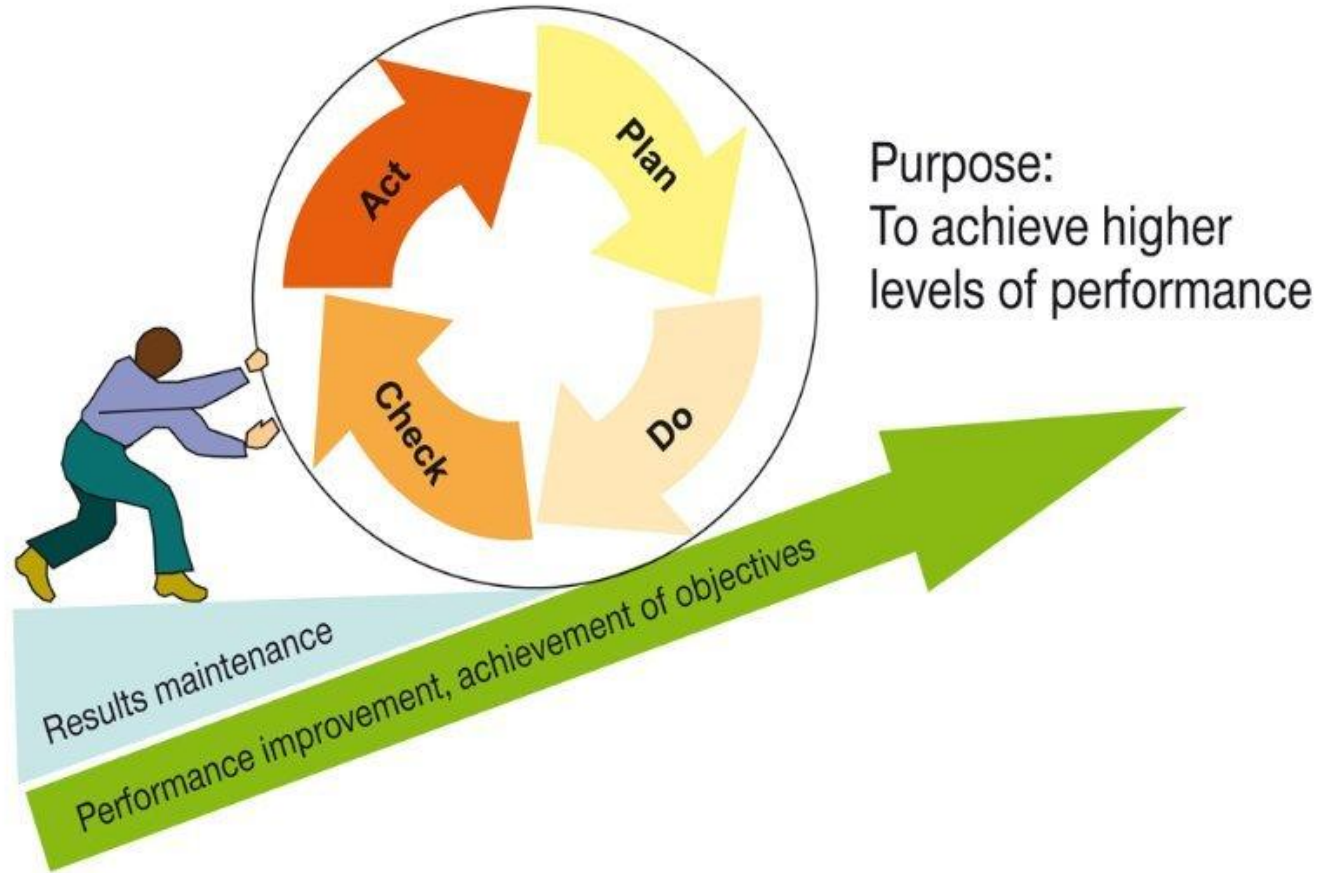 Plan
Do
Check
Act
Purpose:
To achieve higher
levels of performance
Results maintenance
Performance improvement, achievement of objectives